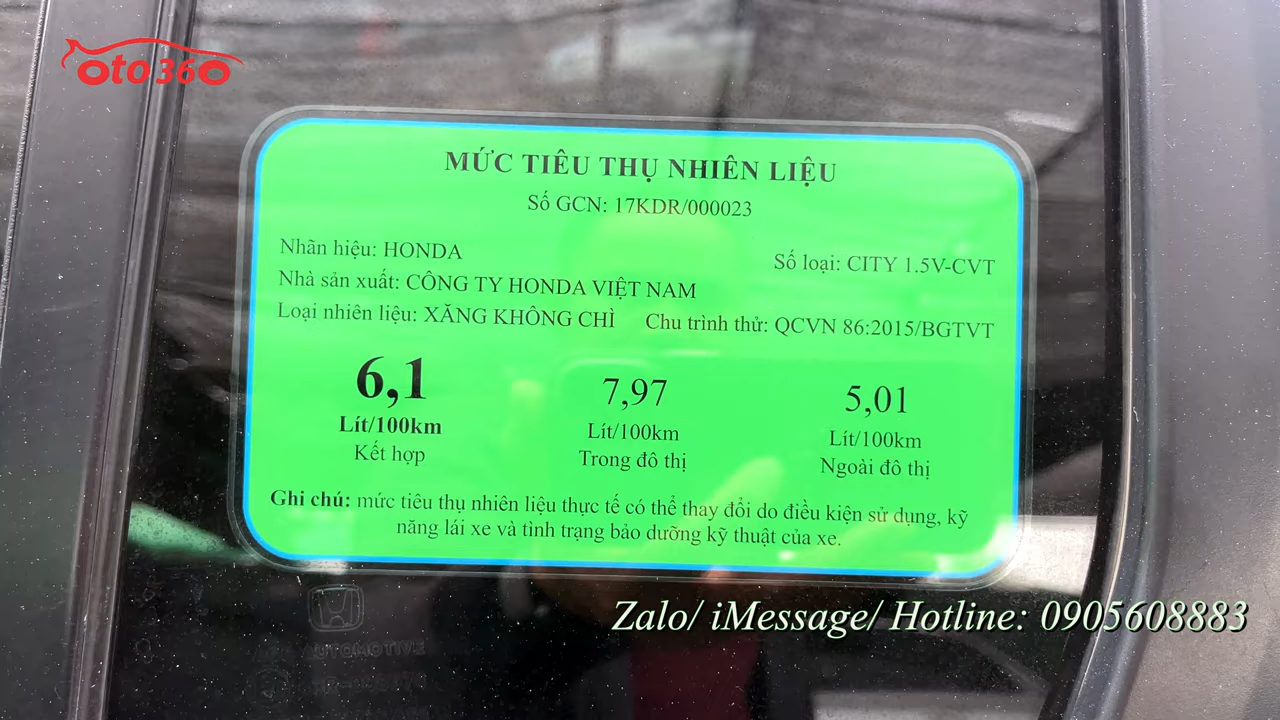 oto360
MỨC TIÊU THỤ NHIÊN LIỆU
Số GCN: 17KDR/000023
Nhãn hiệu: HONDA
Số loại: CITY 1.5V-CVT
Nhà sản xuất: CÔNG TY HONDA VIỆT NAM
Loại nhiên liệu: XĂNG KHÔNG CHÌ Chu trình thử: QCVN 86:2015/BGTVT
6,1 7,97 5,01
Lít/100km Lít/100km Lít/100km
Kết hợp Trong đô thị Ngoài đô thị
Ghi chú: mức tiêu thụ nhiên liệu thực tế có thể thay đổi do điều kiện sử dụng, kỹ
năng lái xe và tình trạng bảo dưỡng kỹ thuật của xe.
Zalo/ iMessage/ Hotline: 0905608883
AUTOMOTIVE